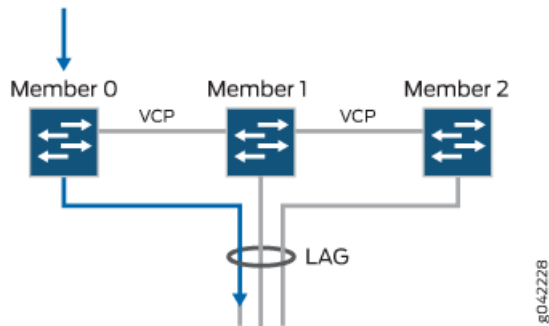 Member 0
Member 1
Member 2
VCP
VCP
LAG
g042228